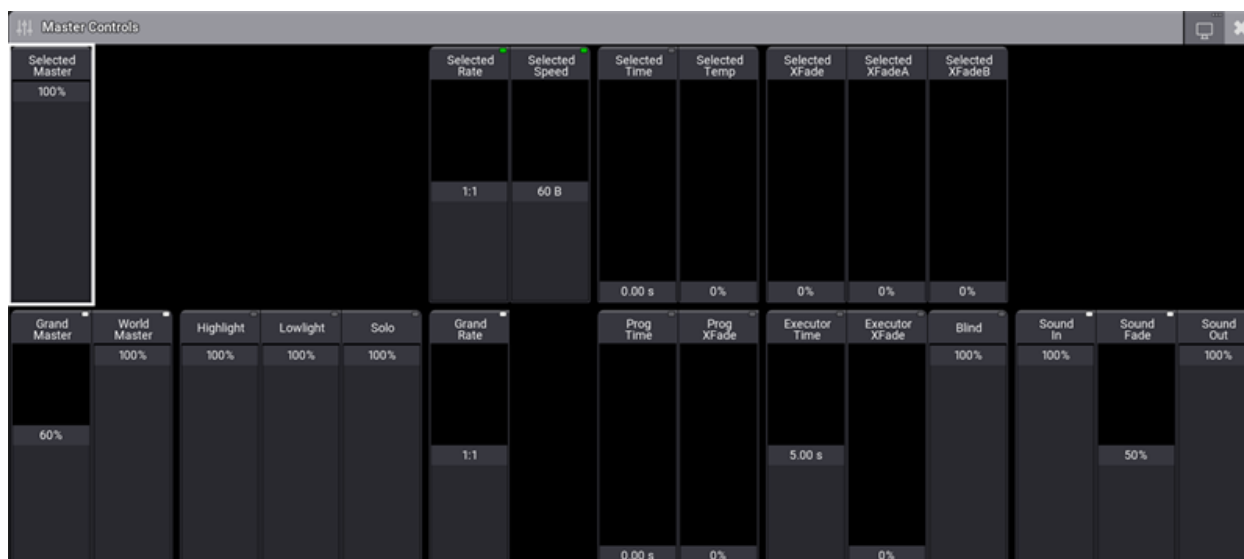 Master Controls
Selected Master
Selected Rate
Selected Speed
Selected Time
Selected Temp
Selected XFade
Selected XFadeA
Selected XFadeB
100%
1:1
60 B
0.00 s
0%
0%
0%
0%
Grand Master
World Master
Highlight
Lowlight
Solo
Grand Rate
Prog Time
Prog XFade
Executor Time
Executor XFade
Blind
Sound In
Sound Fade
Sound Out
100%
100%
100%
100%
100%
100%
100%
60%
1:1
5.00 s
50%
0.00 s
0%
0%